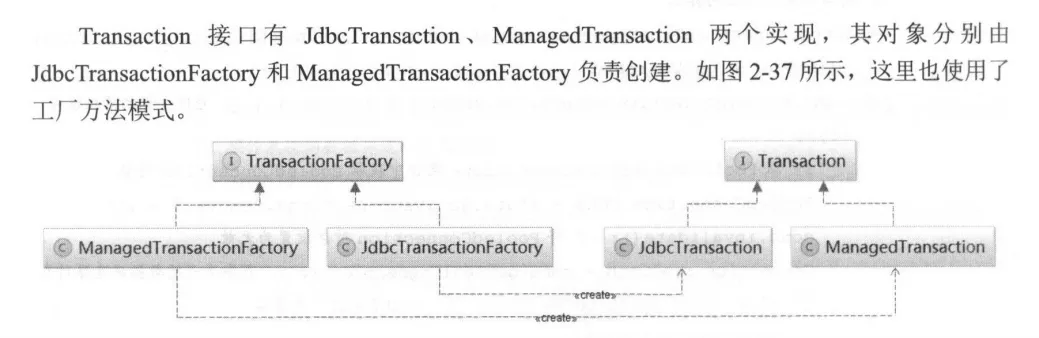 Transaction 接口有 JdbcTransaction、ManagedTransaction 两个实现，其对象分别由
JdbcTransactionFactory 和 ManagedTransactionFactory 负责创建。如图 2-37 所示，这里也使用了
工厂方法模式。
I TransactionFactory
I Transaction
C ManagedTransactionFactory
C JdbcTransactionFactory
C JdbcTransaction
C ManagedTransaction
«create»
«create»